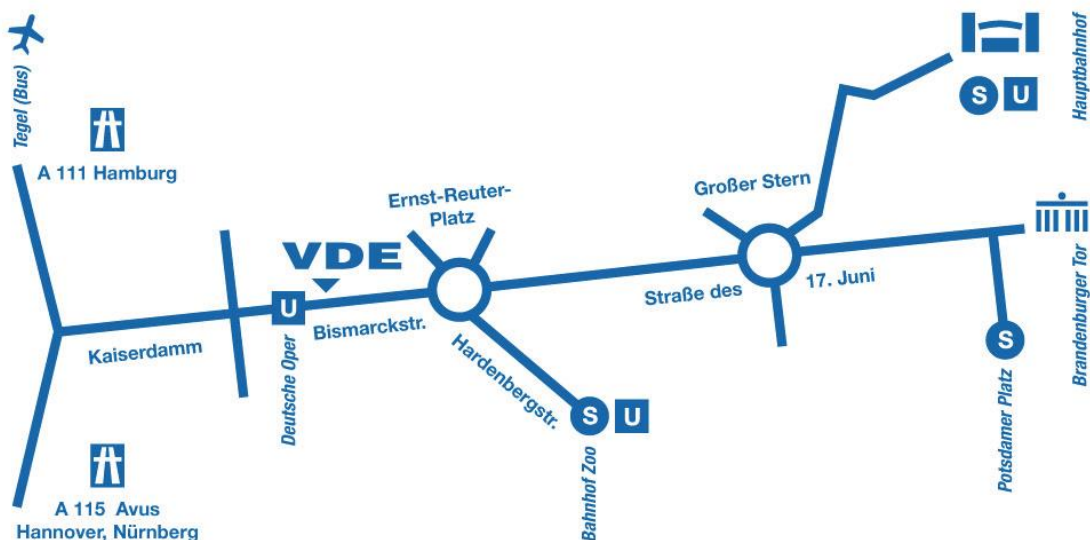 Tegel (Bus)
A 111 Hamburg
Ernst-Reuter-
Platz
Großer Stern
S U
Hauptbahnhof
VDE
U
Bismarckstr.
Kaiserdamm
Deutsche Oper
Hardenbergstr.
S U
Bahnhof Zoo
Straße des
17. Juni
Brandenburger Tor
S
Potsdamer Platz
A 115 Avus
Hannover, Nürnberg